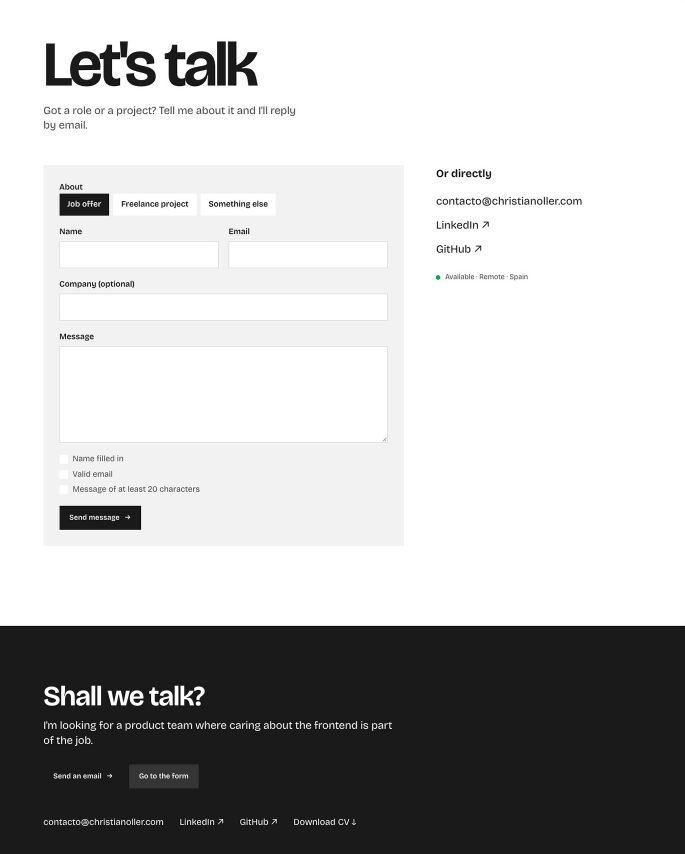 Let's talk
Got a role or a project? Tell me about it and I'll reply
by email.
About
Job offer
Freelance project
Something else
Name
Email
Company (optional)
Message
Name filled in
Valid email
Message of at least 20 characters
Send message →
Or directly
contacto@christianoller.com
LinkedIn ↗
GitHub ↗
Available · Remote · Spain
Shall we talk?
I'm looking for a product team where caring about the frontend is part
of the job.
Send an email →
Go to the form
contacto@christianoller.com
LinkedIn ↗
GitHub ↗
Download CV ↓